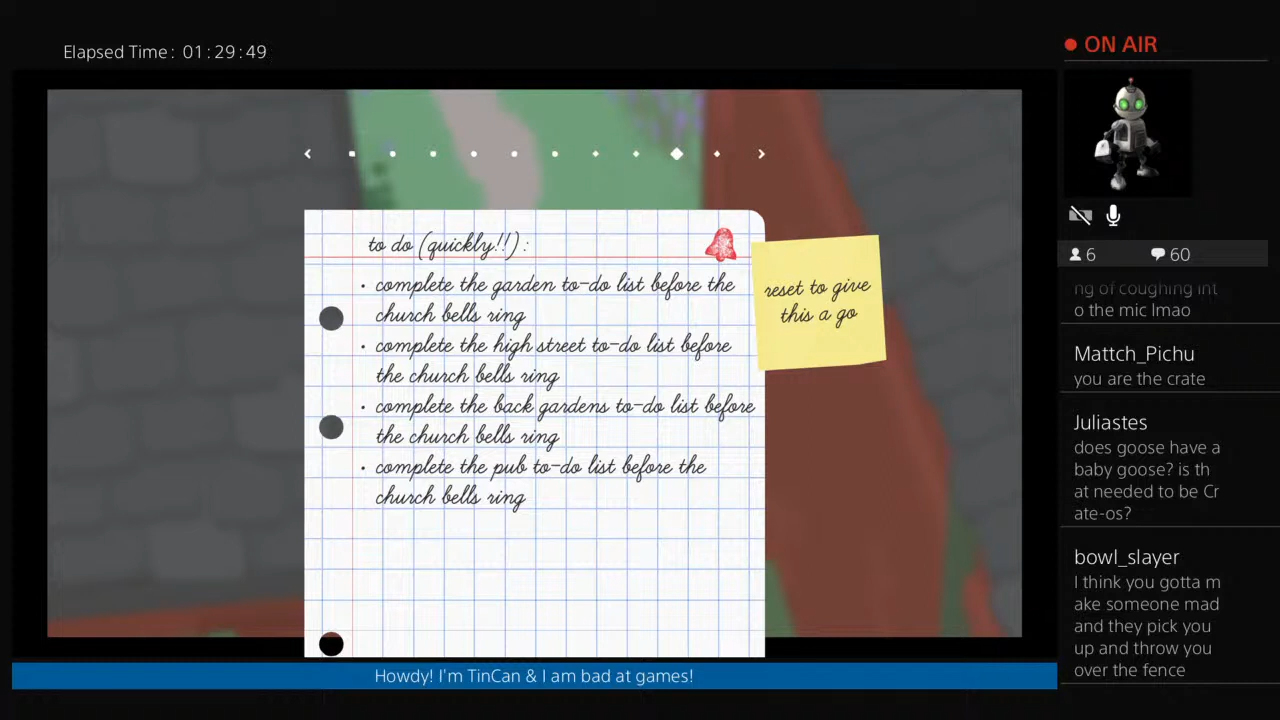 Elapsed Time: 01:29:49
ON AIR
6
60
to do (quickly!!):
• complete the garden to-do list before the
church bells ring
• complete the high street to-do list before
the church bells ring
• complete the back gardens to-do list before
the church bells ring
• complete the pub to-do list before the
church bells ring
reset to give
this a go
ng of coughing int
o the mic lmao
Mattch_Pichu
you are the crate
Juliastes
does goose have a
baby goose? is th
at needed to be Cr
ate-os?
bowl_slayer
I think you gotta m
ake someone mad
and they pick you
up and throw you
over the fence
Howdy! I'm TinCan & I am bad at games!